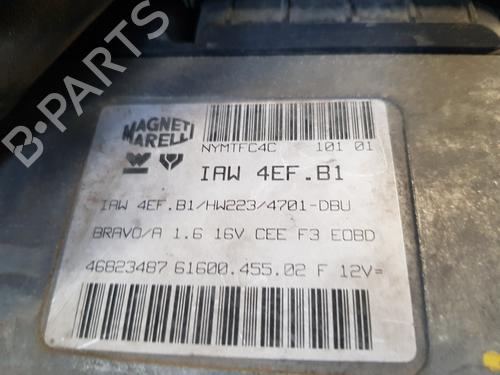 B-PARTS
MAGNETI
MARELLI
NYMTFC4C 101 01
IAW 4EF.B1
IAW 4EF.B1/HW223/4701-DBU
BRAVO/A 1.6 16V CEE F3 EOBD
46823487 61600.455.02 F 12V=